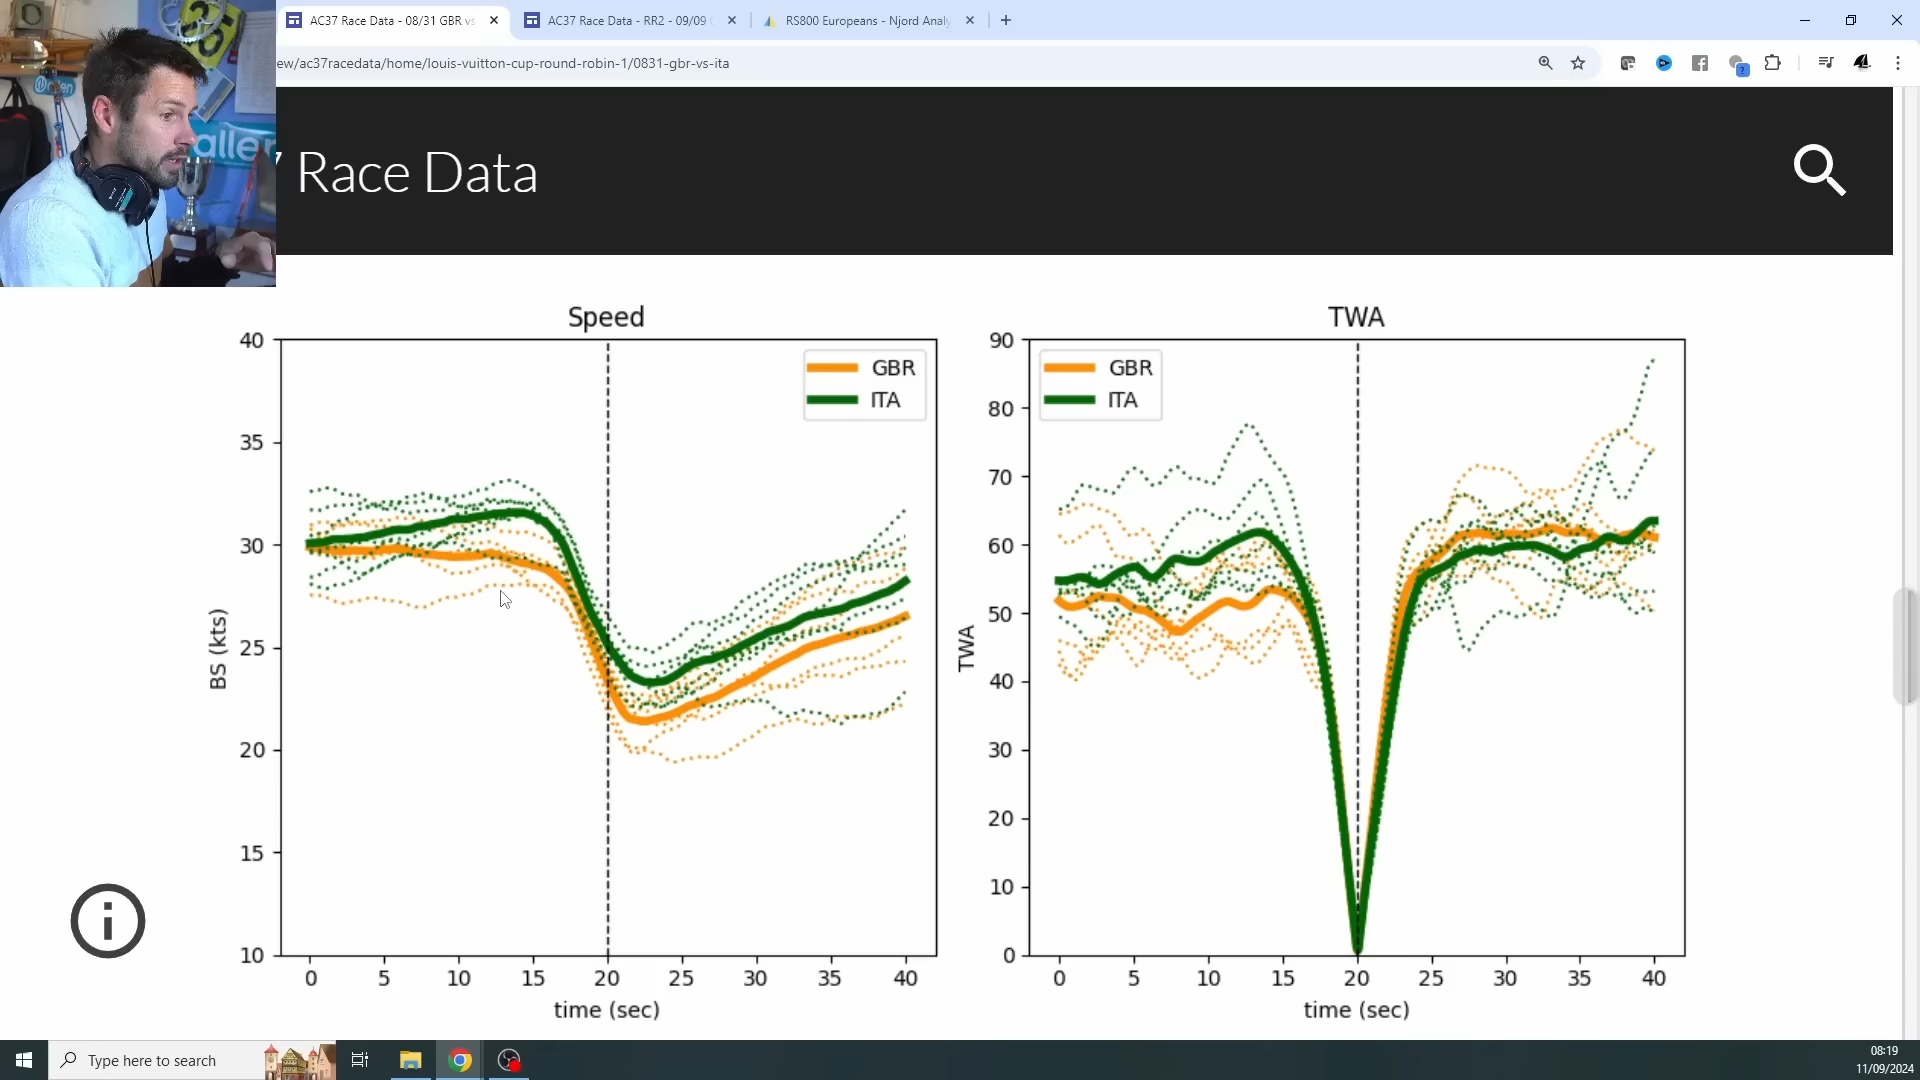 AC37 Race Data - 08/31 GBR vs
AC37 Race Data - RR2 - 09/09
RS800 Europeans - Njord Analy
ew/ac37racedata/home/louis-vuitton-cup-round-robin-1/0831-gbr-vs-ita
7 Race Data
Speed
40
35
30
25
20
15
10
BS (kts)
GBR
ITA
0 5 10 15 20 25 30 35 40
time (sec)
TWA
90
80
70
60
50
40
30
20
10
0
TWA
GBR
ITA
0 5 10 15 20 25 30 35 40
time (sec)
Type here to search
08:19
11/09/2024